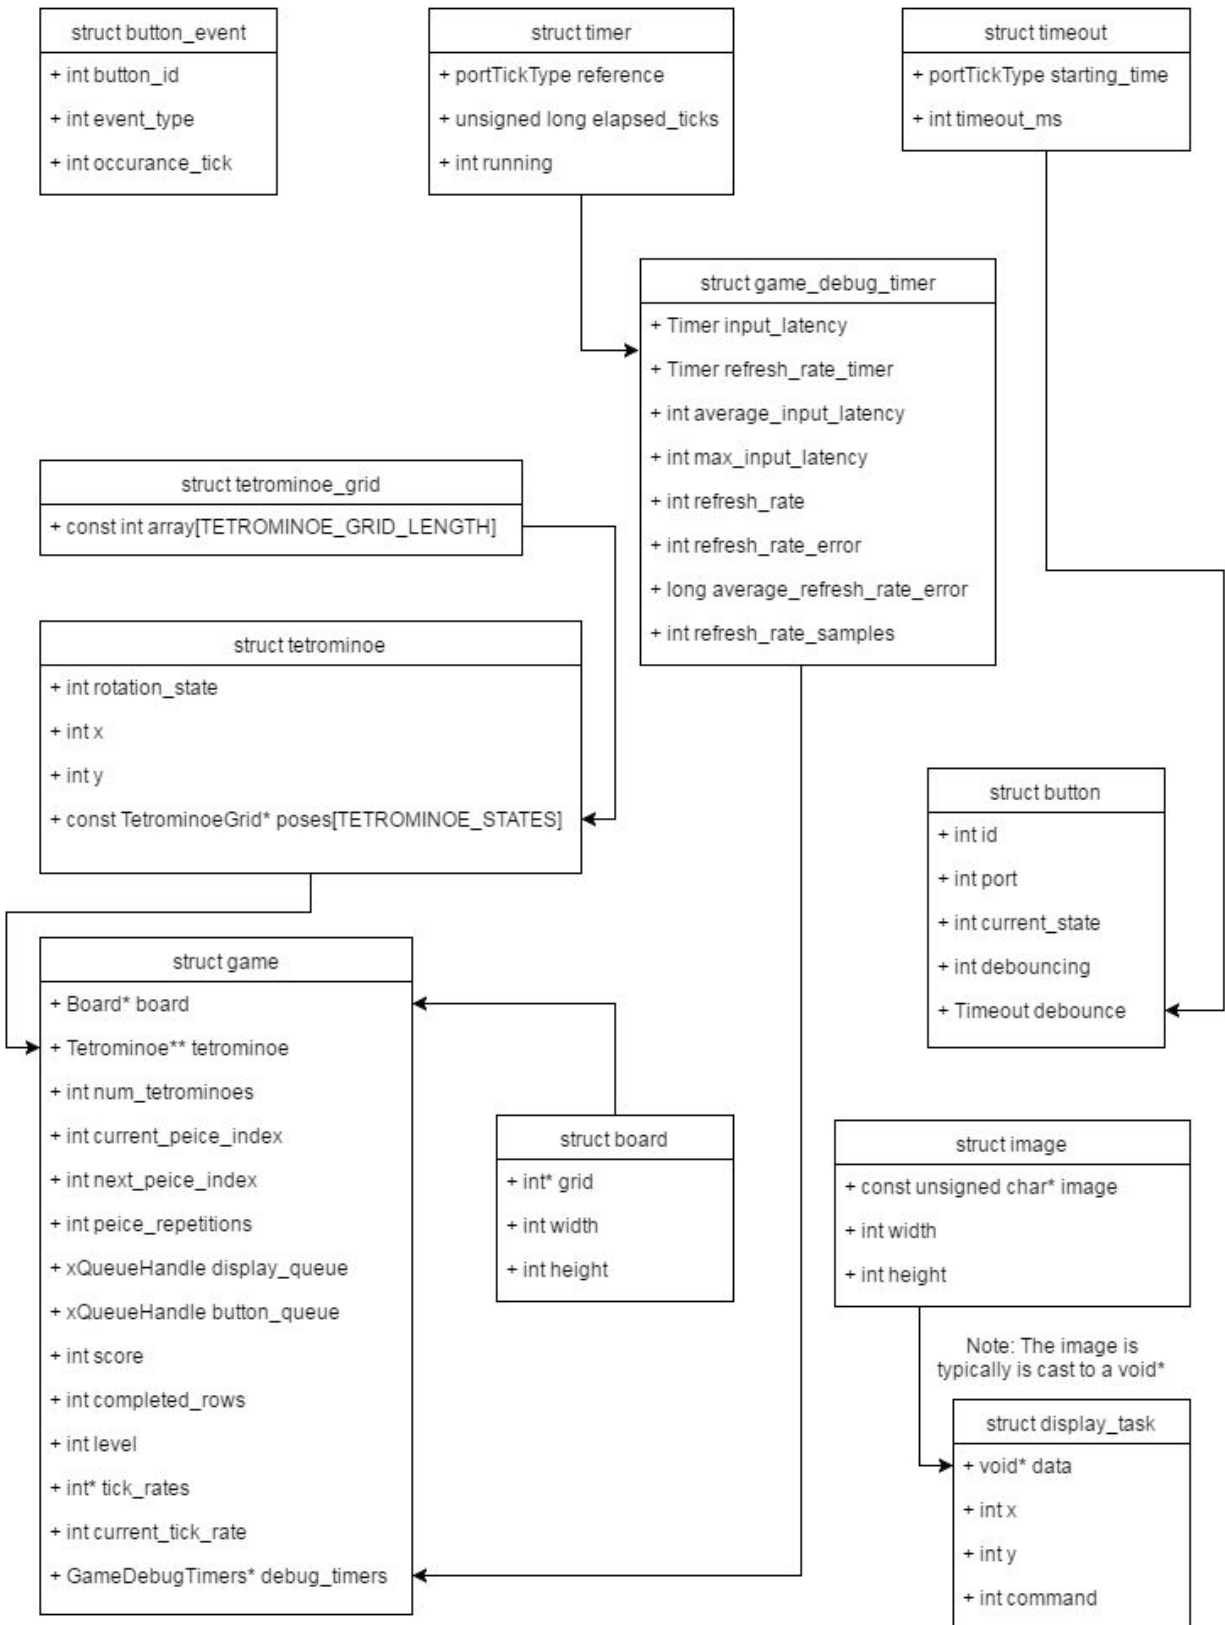 struct button_event
+ int button_id
+ int event_type
+ int occurance_tick
struct timer
+ portTickType reference
+ unsigned long elapsed_ticks
+ int running
struct timeout
+ portTickType starting_time
+ int timeout_ms
struct game_debug_timer
+ Timer input_latency
+ Timer refresh_rate_timer
+ int average_input_latency
+ int max_input_latency
+ int refresh_rate
+ int refresh_rate_error
+ long average_refresh_rate_error
+ int refresh_rate_samples
struct tetrominoe_grid
+ const int array[TETROMINOE_GRID_LENGTH]
struct tetrominoe
+ int rotation_state
+ int x
+ int y
+ const TetrominoeGrid* poses[TETROMINOE_STATES]
struct button
+ int id
+ int port
+ int current_state
+ int debouncing
+ Timeout debounce
struct game
+ Board* board
+ Tetrominoe** tetrominoe
+ int num_tetrominoes
+ int current_peice_index
+ int next_peice_index
+ int peice_repetitions
+ xQueueHandle display_queue
+ xQueueHandle button_queue
+ int score
+ int completed_rows
+ int level
+ int* tick_rates
+ int current_tick_rate
+ GameDebugTimers* debug_timers
struct board
+ int* grid
+ int width
+ int height
struct image
+ const unsigned char* image
+ int width
+ int height
Note: The image is
typically is cast to a void*
struct display_task
+ void* data
+ int x
+ int y
+ int command